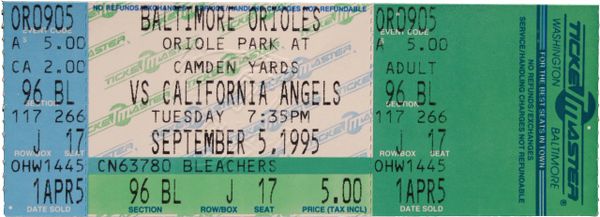 OR0905
EVENT CODE
A 5.00
CA 2.00
96 BL
SECTION
117 266
J 17
ROW/BOX SEAT
OHW1445
1APR5
DATE SOLD
NO REFUNDS/EXCHANGES SERVICE/HANDLING CHARGES NOT REFUNDABLE
BALTIMORE ORIOLES
ORIOLE PARK AT
CAMDEN YARDS
VS CALIFORNIA ANGELS
TUESDAY 7:35PM
SEPTEMBER 5,1995
CN63780 BLEACHERS
96 BL J 17 5.00
SECTION ROW/BOX SEAT PRICE (TAX INCL)
TICKETMASTER
OR0905
A 5.00
ADULT
96 BL
SECTION
117 266
J 17
ROW/BOX SEAT
OHW1445
1APR5
DATE SOLD
NO REFUNDS/EXCHANGES
SERVICE/HANDLING CHARGES NOT REFUNDABLE
FOR THE BEST SEATS IN TOWN
WASHINGTON BALTIMORE
TICKETMASTER ®